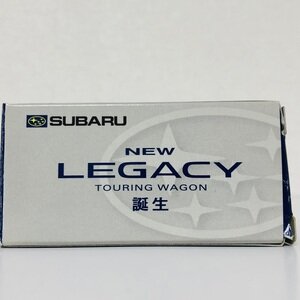 SUBARU
NEW
LEGACY
TOURING WAGON
誕生